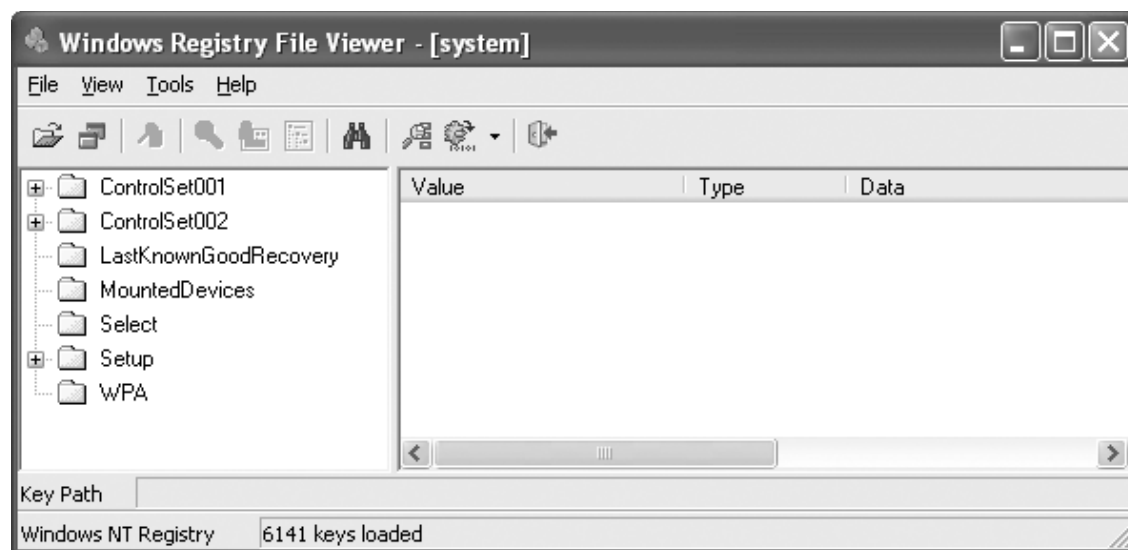 Windows Registry File Viewer - [system]
File View Tools Help
Value Type Data
ControlSet001
ControlSet002
LastKnownGoodRecovery
MountedDevices
Select
Setup
WPA
Key Path
Windows NT Registry 6141 keys loaded